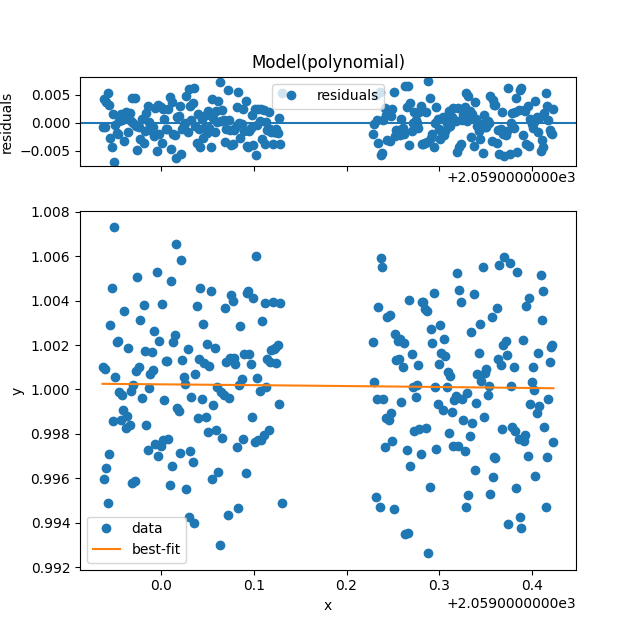 Model(polynomial)
residuals
0.005
0.000
−0.005
residuals
+2.0590000000e3
1.008
1.006
1.004
1.002
1.000
0.998
0.996
0.994
0.992
y
data
best-fit
0.0
0.1
0.2
0.3
0.4
x
+2.0590000000e3